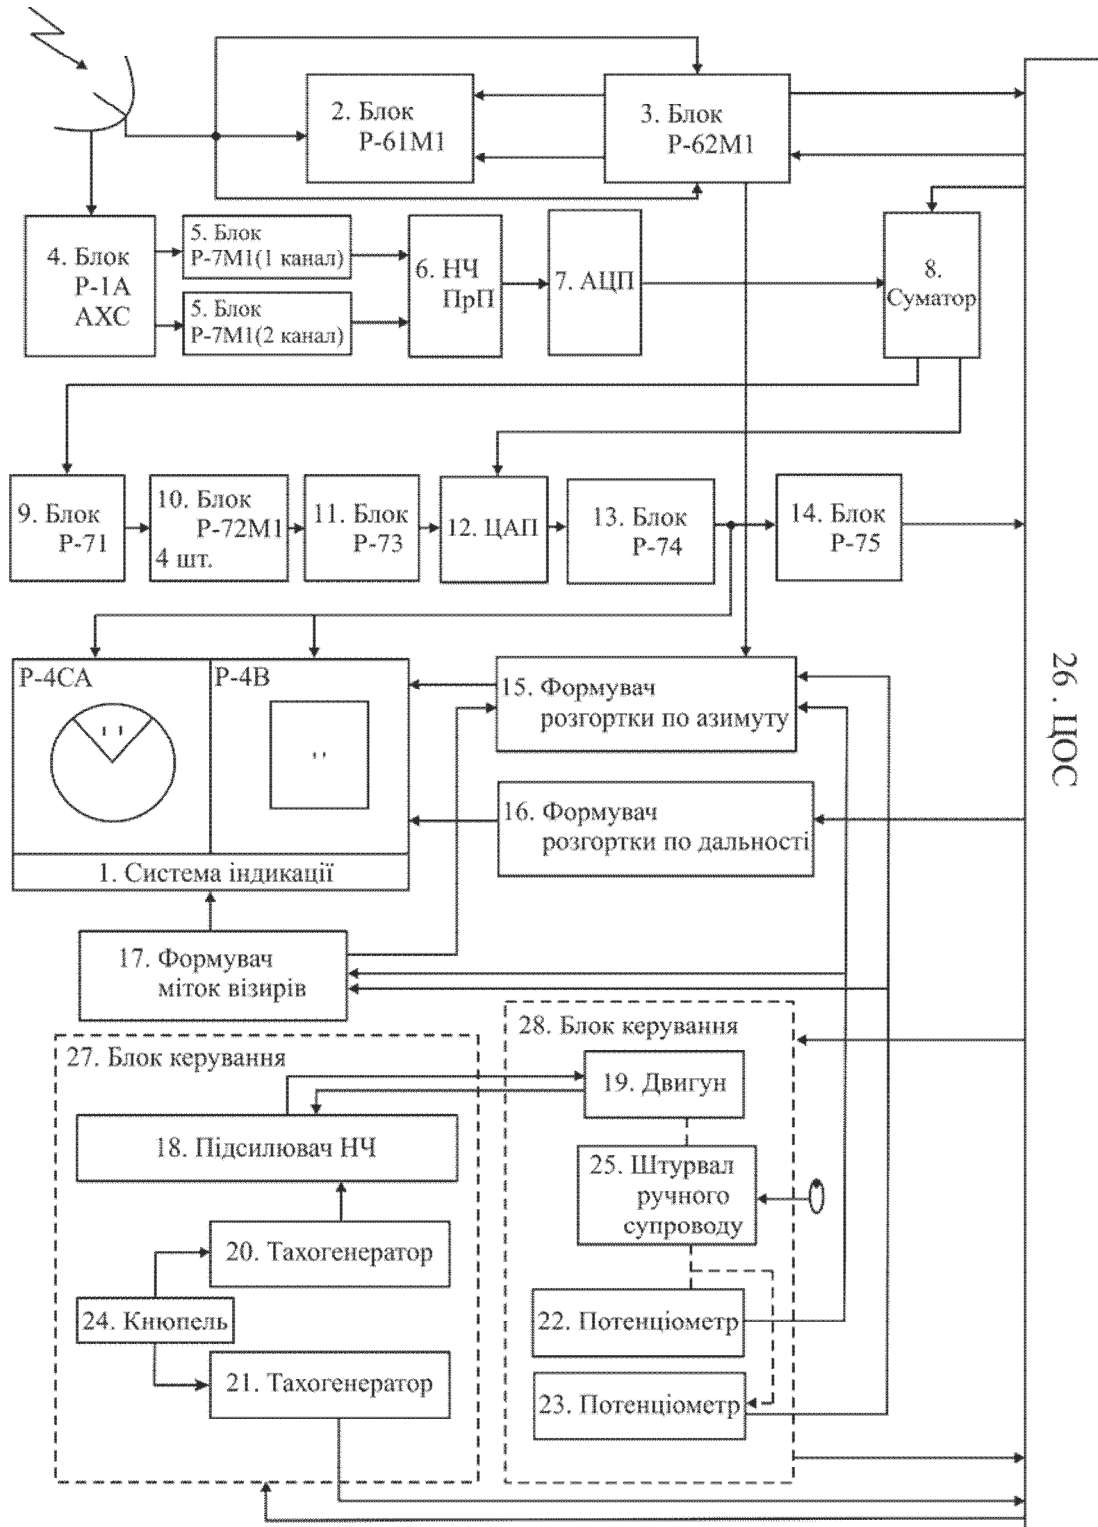 2. Блок
Р-61М1
3. Блок
Р-62М1
4. Блок
Р-1А
АХС
5. Блок
Р-7М1(1 канал)
5. Блок
Р-7М1(2 канал)
6. НЧ
ПрП
7. АЦП
8.
Суматор
9. Блок
Р-71
10. Блок
Р-72М1
4 шт.
11. Блок
Р-73
12. ЦАП
13. Блок
Р-74
14. Блок
Р-75
26. ЦОС
Р-4СА
Р-4В
1. Система індикації
15. Формувач
розгортки по азимуту
16. Формувач
розгортки по дальності
17. Формувач
міток візирів
27. Блок керування
28. Блок керування
18. Підсилювач НЧ
19. Двигун
25. Штурвал
ручного
супроводу
20. Тахогенератор
24. Кнюпель
21. Тахогенератор
22. Потенціометр
23. Потенціометр